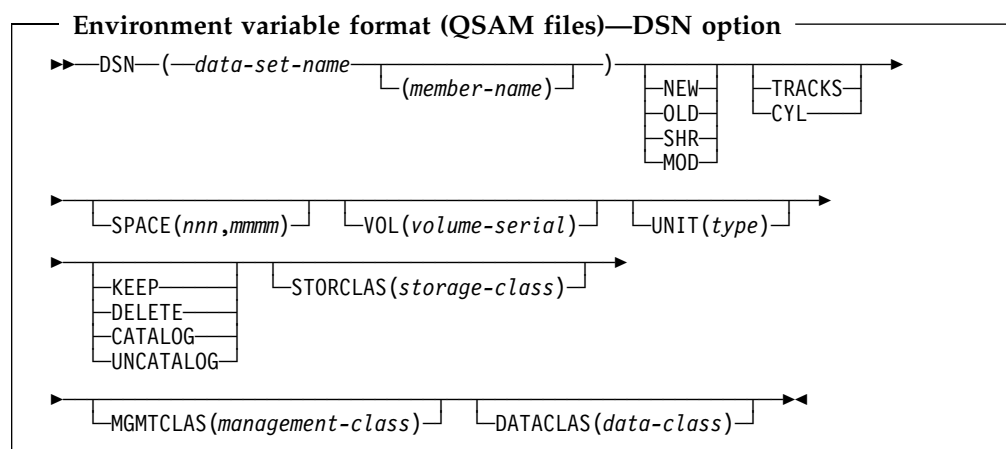 Environment variable format (QSAM files)—DSN option
DSN—(—data-set-name (member-name) ) NEW TRACKS
OLD CYL
SHR
MOD
SPACE(nnn,mmmm) VOL(volume-serial) UNIT(type)
KEEP STORCLAS(storage-class)
DELETE
CATALOG
UNCATALOG
MGMTCLAS(management-class) DATACLAS(data-class)